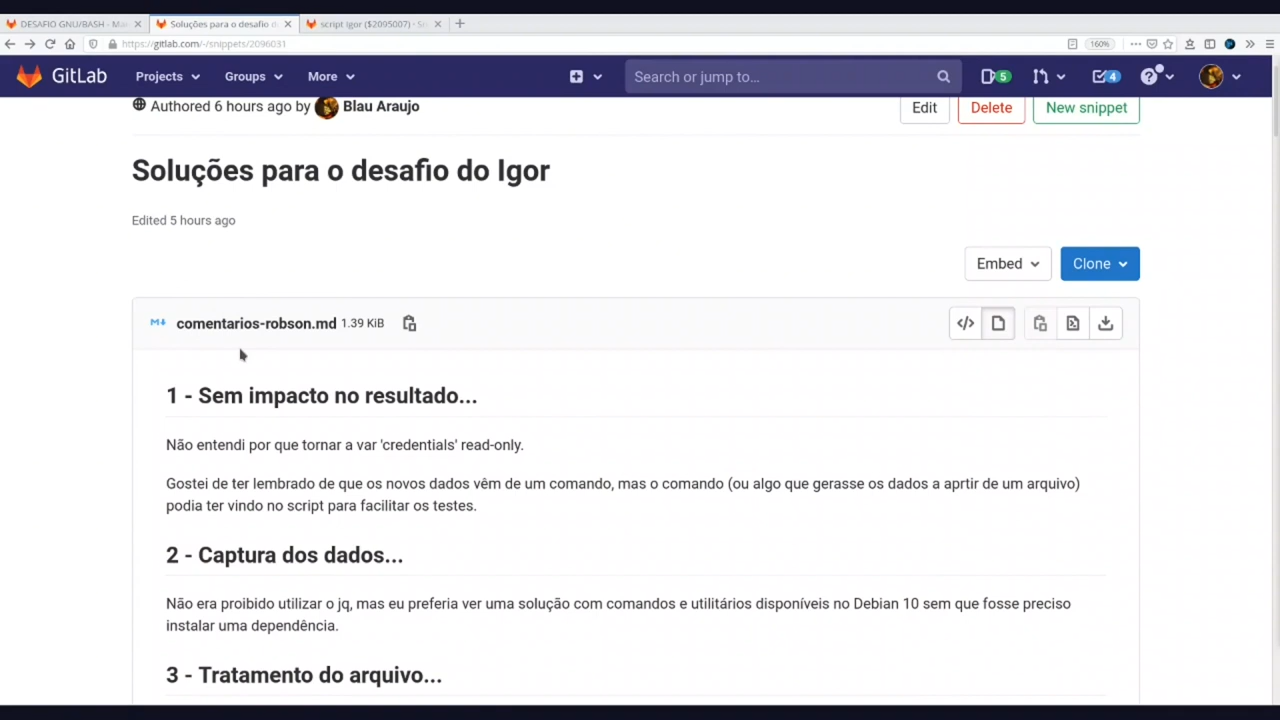 DESAFIO GNU/BASH - Ma
Soluções para o desafio d
script igor ($2095007) · Sn
https://gitlab.com/-/snippets/2096031
160%
GitLab
Projects
Groups
More
Search or jump to...
5
4
Authored 6 hours ago by Blau Araujo
Edit
Delete
New snippet
Soluções para o desafio do Igor
Edited 5 hours ago
Embed
Clone
comentarios-robson.md 1.39 KiB
1 - Sem impacto no resultado...
Não entendi por que tornar a var 'credentials' read-only.
Gostei de ter lembrado de que os novos dados vêm de um comando, mas o comando (ou algo que gerasse os dados a aprtir de um arquivo)
podia ter vindo no script para facilitar os testes.
2 - Captura dos dados...
Não era proibido utilizar o jq, mas eu preferia ver uma solução com comandos e utilitários disponíveis no Debian 10 sem que fosse preciso
instalar uma dependência.
3 - Tratamento do arquivo...